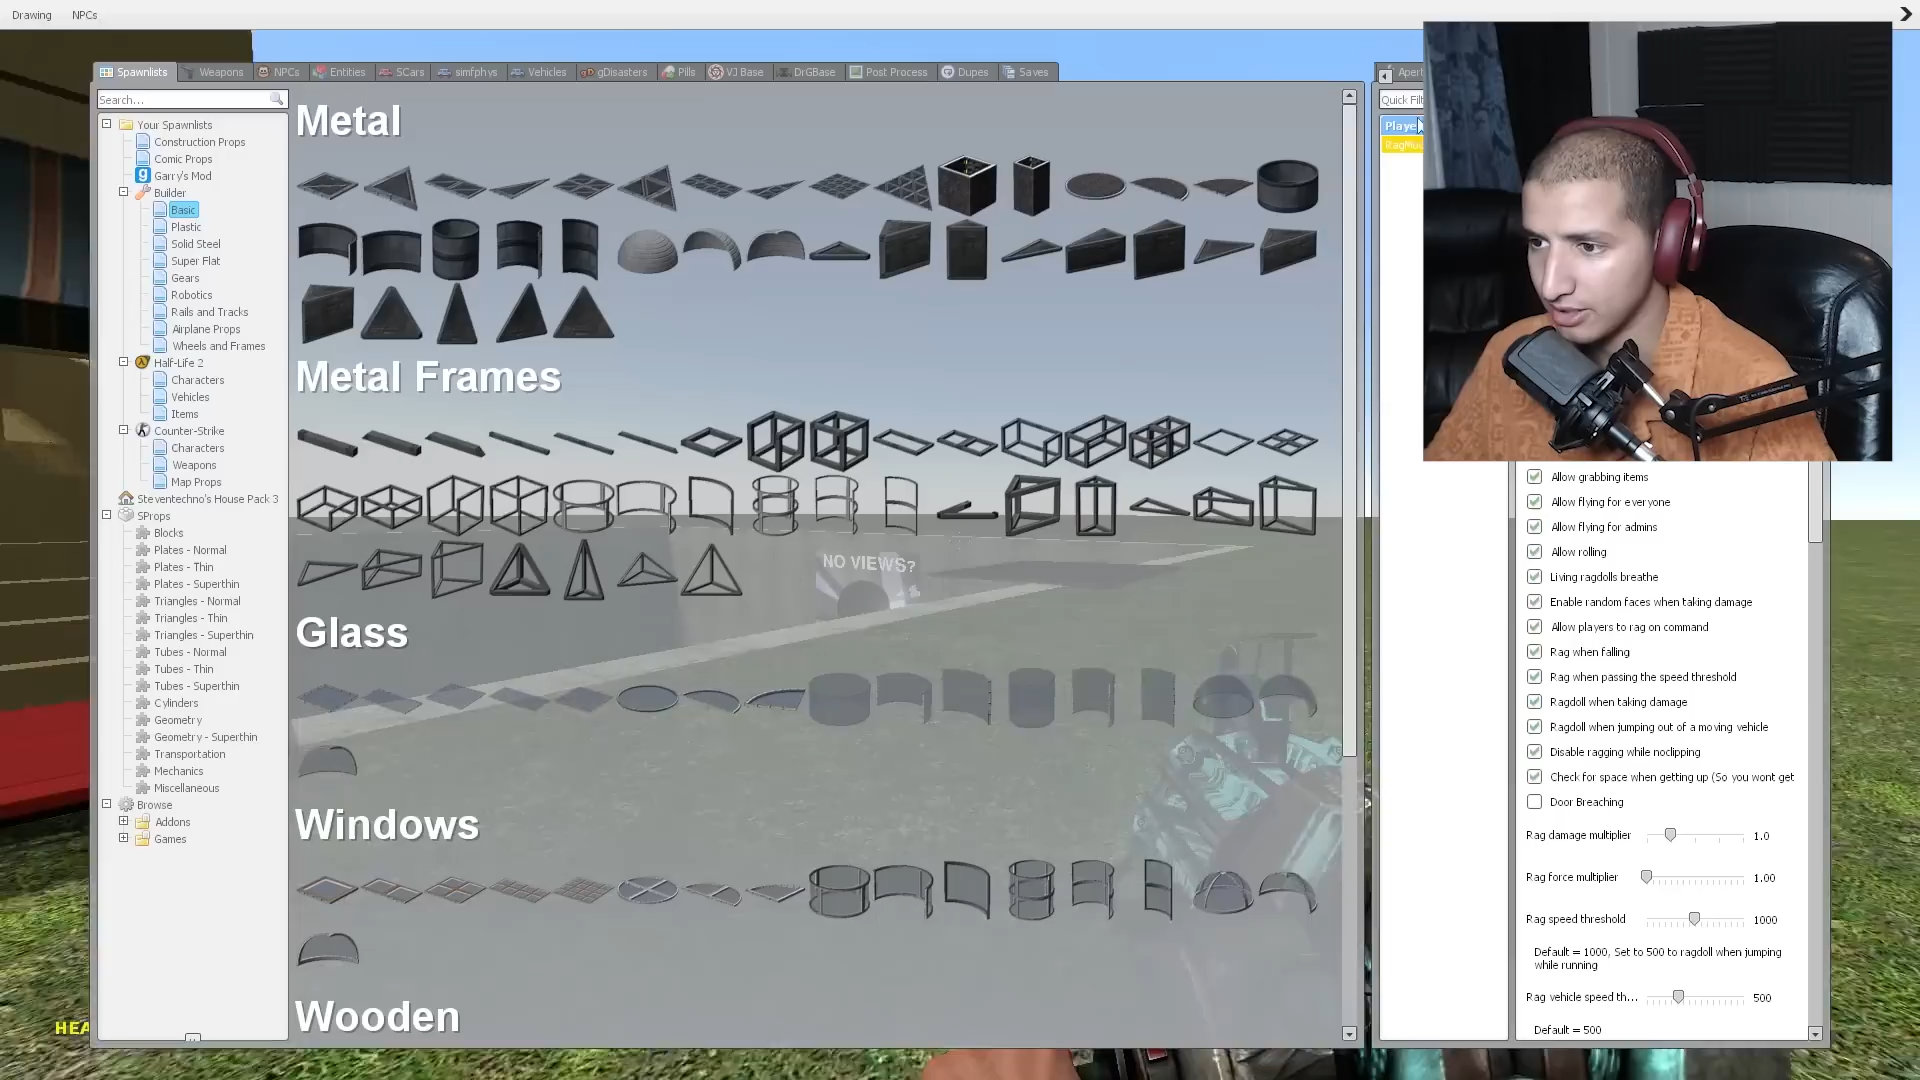 Drawing NPCs
Spawnlists Weapons NPCs Entities SCars simfphys Vehicles gDisasters Pills VJ Base DrGBase Post Process Dupes Saves
Search...
Your Spawnlists
Construction Props
Comic Props
Garry's Mod
Builder
Basic
Plastic
Solid Steel
Super Flat
Gears
Robotics
Rails and Tracks
Airplane Props
Wheels and Frames
Half-Life 2
Characters
Vehicles
Items
Counter-Strike
Characters
Weapons
Map Props
Steventechno's House Pack 3
SProps
Blocks
Plates - Normal
Plates - Thin
Plates - Superthin
Triangles - Normal
Triangles - Thin
Triangles - Superthin
Tubes - Normal
Tubes - Thin
Tubes - Superthin
Cylinders
Geometry
Geometry - Superthin
Transportation
Mechanics
Miscellaneous
Browse
Addons
Games
HEA
Metal
Metal Frames
NO VIEWS?
Glass
Windows
Wooden
Apert
Quick Filt
Playe
RagMo
Allow grabbing items
Allow flying for everyone
Allow flying for admins
Allow rolling
Living ragdolls breathe
Enable random faces when taking damage
Allow players to rag on command
Rag when falling
Rag when passing the speed threshold
Ragdoll when taking damage
Ragdoll when jumping out of a moving vehicle
Disable ragging while noclipping
Check for space when getting up (So you wont get
Door Breaching
Rag damage multiplier 1.0
Rag force multiplier 1.00
Rag speed threshold 1000
Default = 1000, Set to 500 to ragdoll when jumping
while running
Rag vehicle speed th... 500
Default = 500